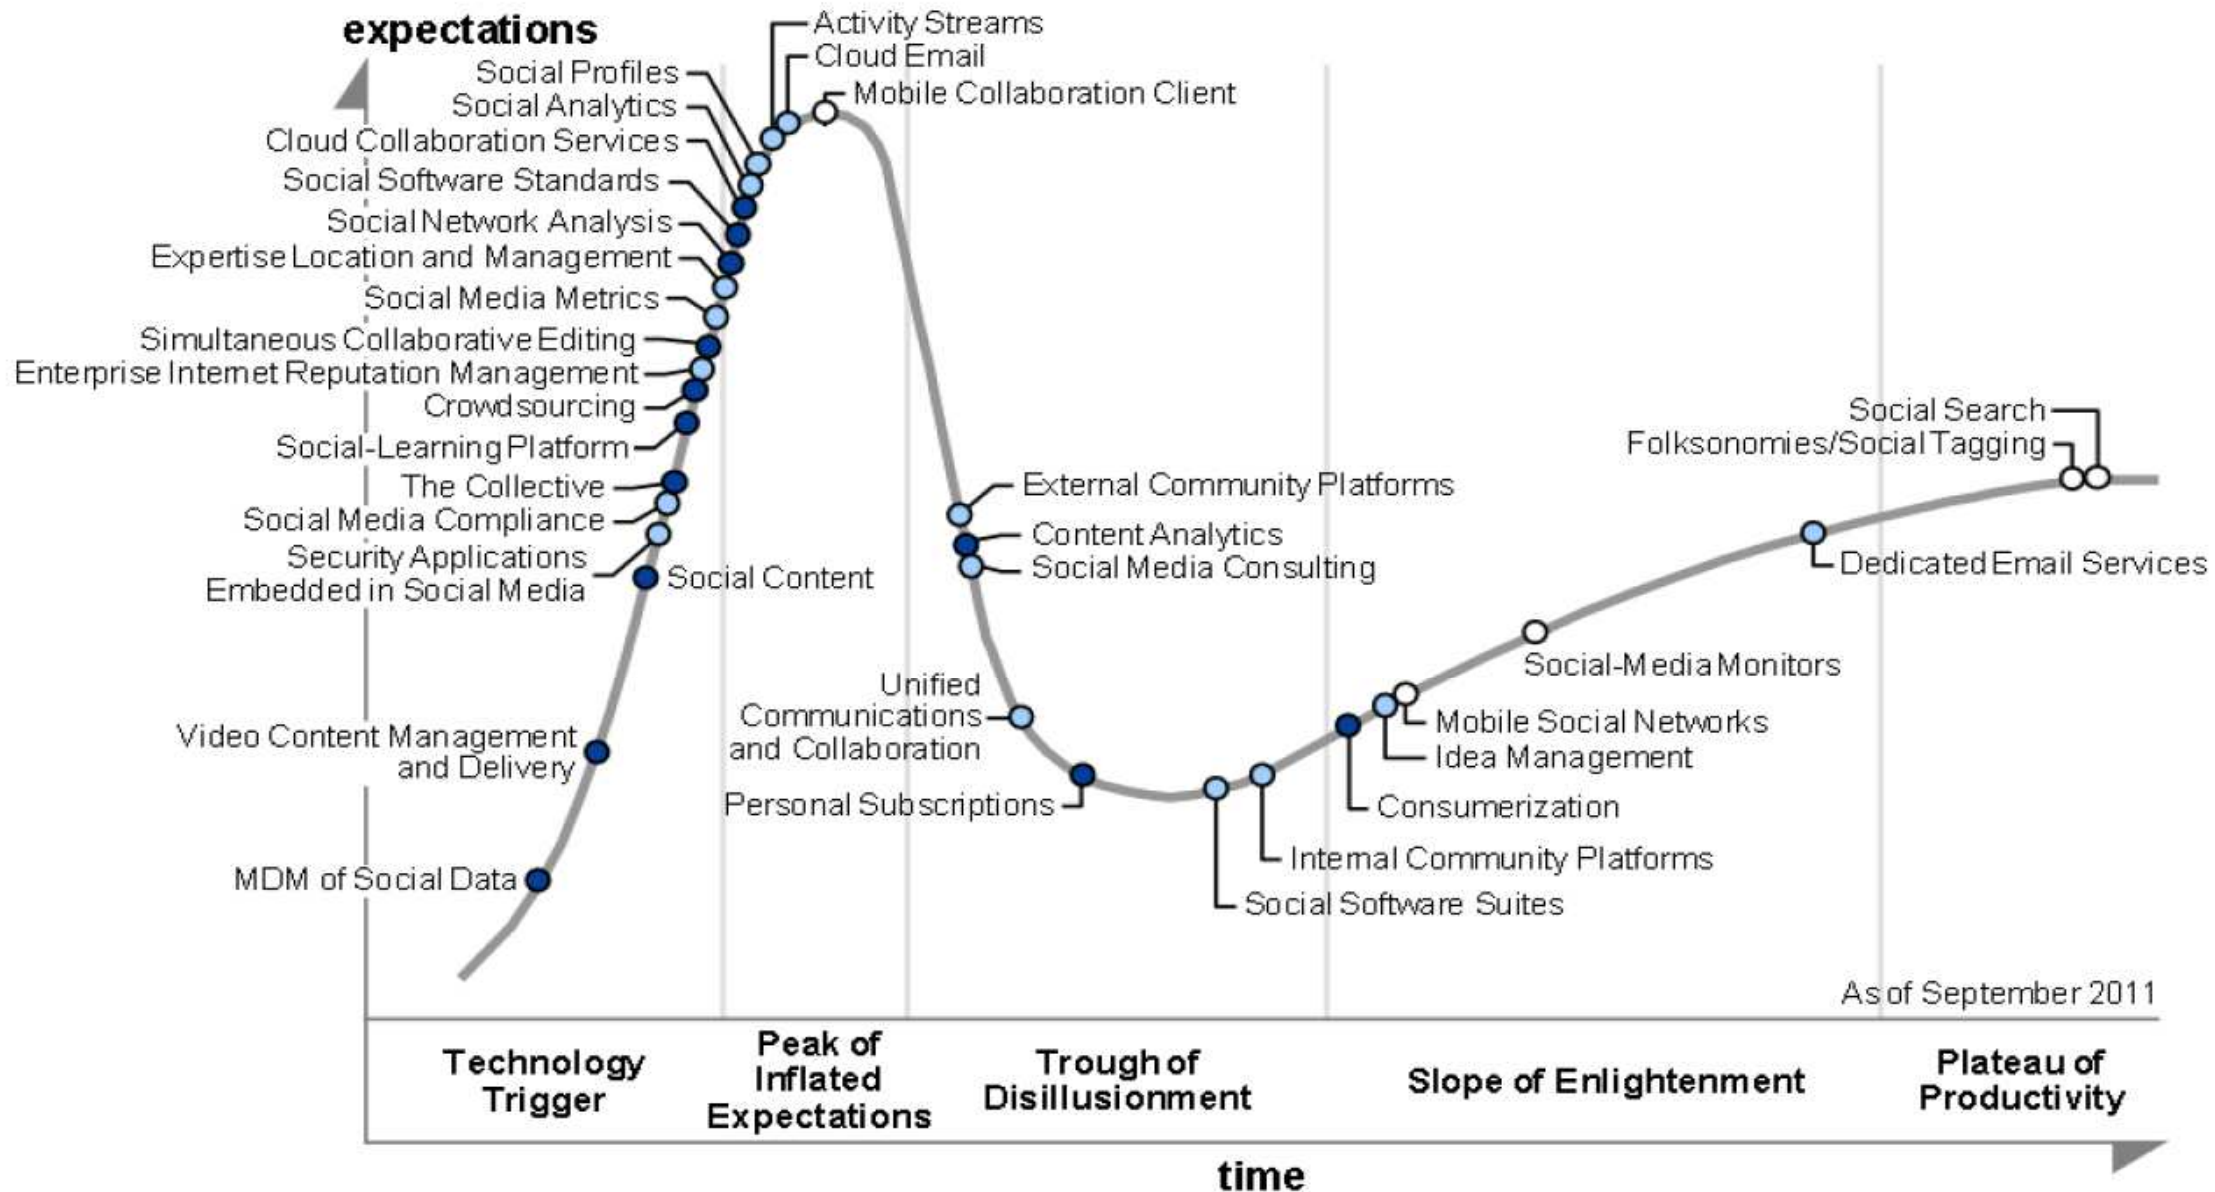 expectations
Activity Streams
Cloud Email
Mobile Collaboration Client
Social Profiles
Social Analytics
Cloud Collaboration Services
Social Software Standards
Social Network Analysis
Expertise Location and Management
Social Media Metrics
Simultaneous Collaborative Editing
Enterprise Internet Reputation Management
Crowdsourcing
Social-Learning Platform
The Collective
Social Media Compliance
Security Applications
Embedded in Social Media
Social Content
Video Content Management
and Delivery
MDM of Social Data
External Community Platforms
Content Analytics
Social Media Consulting
Unified
Communications
and Collaboration
Personal Subscriptions
Social Software Suites
Internal Community Platforms
Consumerization
Idea Management
Mobile Social Networks
Social-Media Monitors
Dedicated Email Services
Folksonomies/Social Tagging
Social Search
As of September 2011
Technology
Trigger
Peak of
Inflated
Expectations
Trough of
Disillusionment
Slope of Enlightenment
Plateau of
Productivity
time